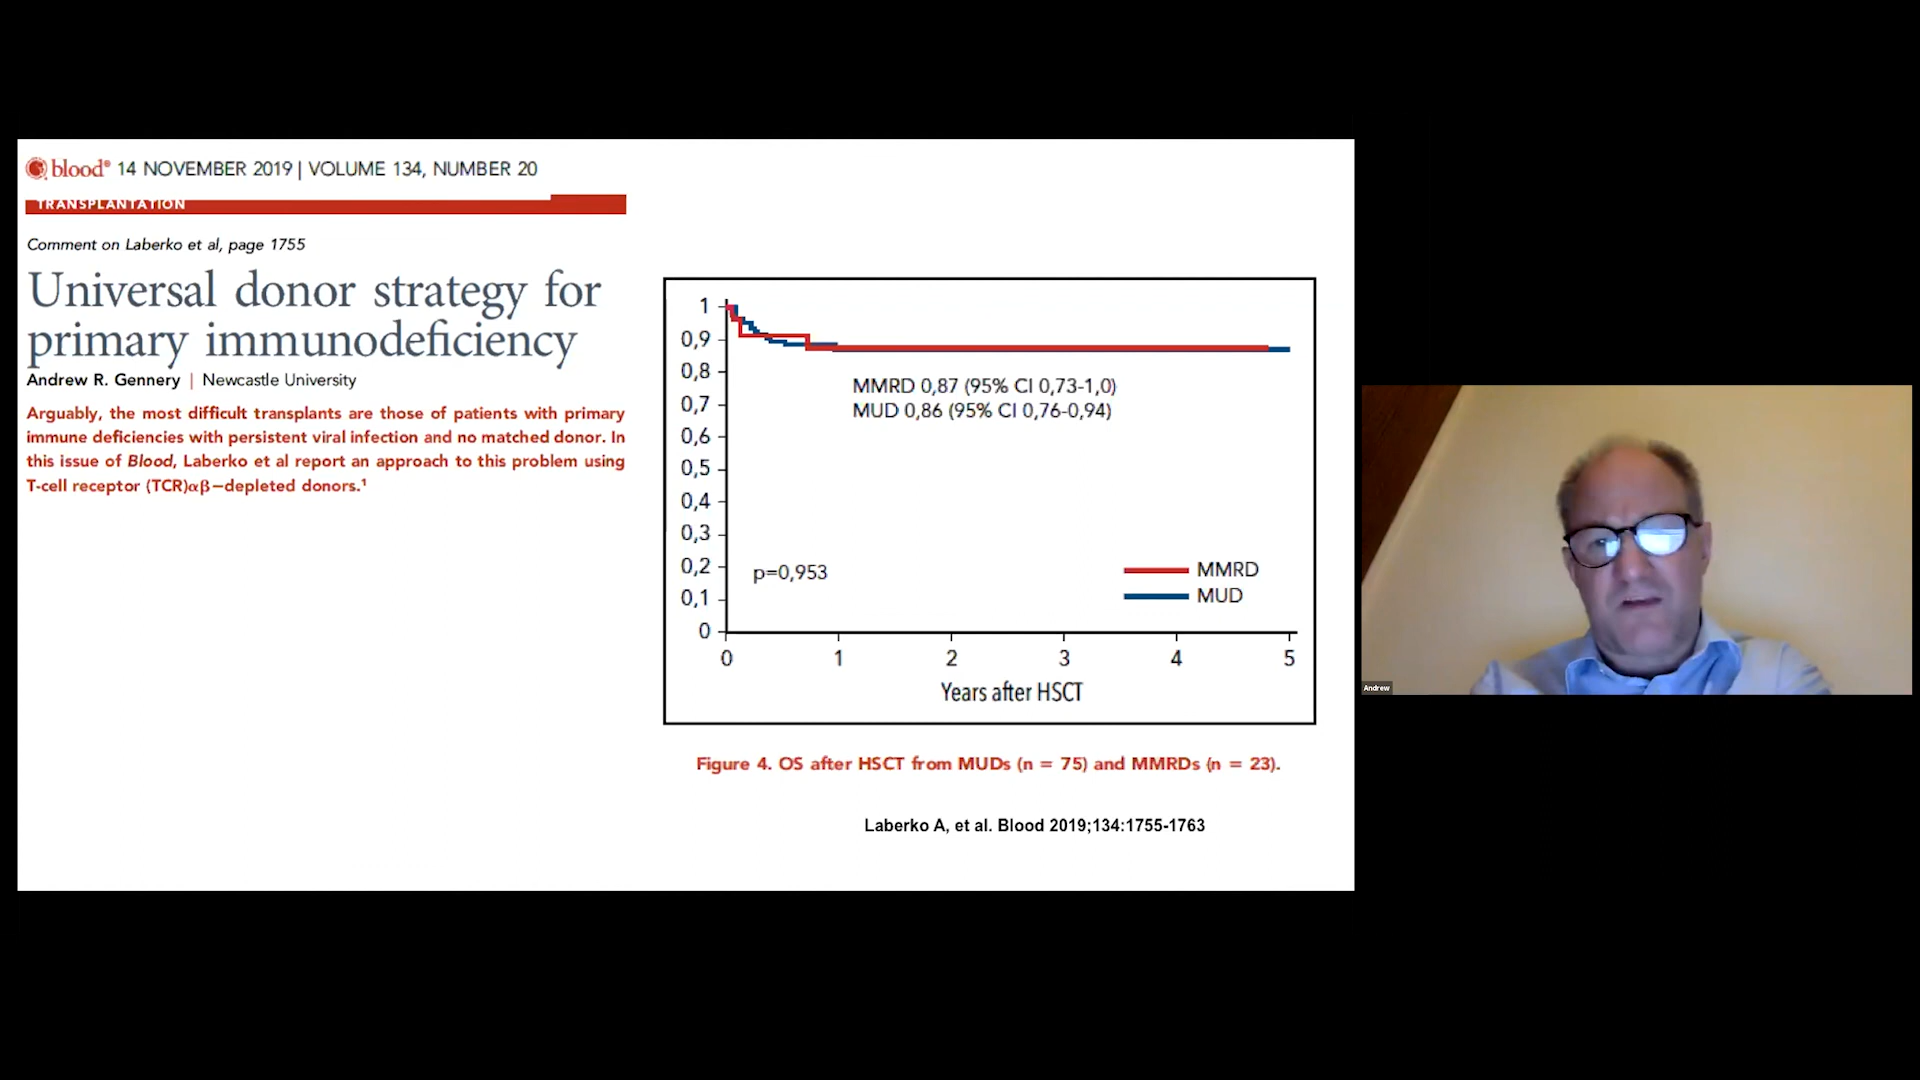 blood® 14 NOVEMBER 2019 | VOLUME 134, NUMBER 20
TRANSPLANTATION
Comment on Laberko et al, page 1755
Universal donor strategy for
primary immunodeficiency
Andrew R. Gennery | Newcastle University
Arguably, the most difficult transplants are those of patients with primary
immune deficiencies with persistent viral infection and no matched donor. In
this issue of Blood, Laberko et al report an approach to this problem using
T-cell receptor (TCR)αβ–depleted donors.¹
1
0,9
0,8
0,7
0,6
0,5
0,4
0,3
0,2
0,1
0
MMRD 0,87 (95% CI 0,73-1,0)
MUD 0,86 (95% CI 0,76-0,94)
p=0,953
MMRD
MUD
0 1 2 3 4 5
Years after HSCT
Figure 4. OS after HSCT from MUDs (n = 75) and MMRDs (n = 23).
Laberko A, et al. Blood 2019;134:1755-1763
Andrew